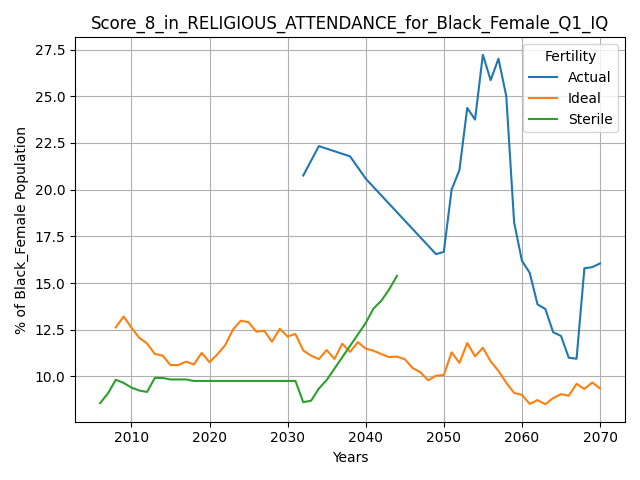 Score_8_in_RELIGIOUS_ATTENDANCE_for_Black_Female_Q1_IQ
Fertility
Actual
Ideal
Sterile
% of Black_Female Population
27.5
25.0
22.5
20.0
17.5
15.0
12.5
10.0
2010 2020 2030 2040 2050 2060 2070
Years